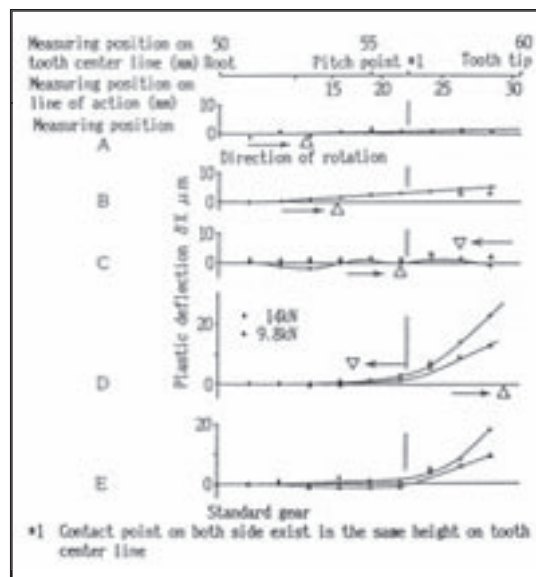 Measuring position on tooth center line (mm)
50 55 60
Root Pitch point *1 Tooth tip
Measuring position on line of action (mm)
15 20 25 30
Measuring position
10
0
A
Direction of rotation
10
0
B
10
0
C
Plastic deflection δX μm
14kN
9.8kN
20
0
D
20
0
E
Standard gear
*1 Contact point on both side exist in the same height on tooth
center line